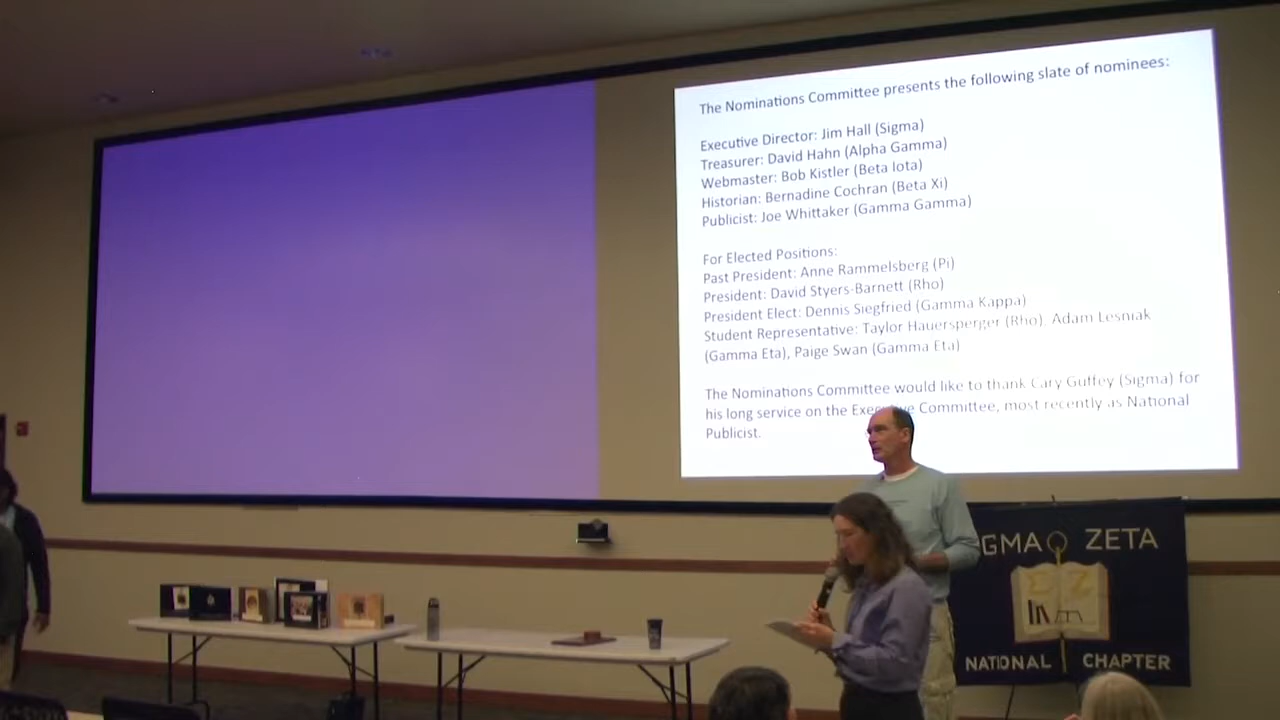 The Nominations Committee presents the following slate of nominees:
Executive Director: Jim Hall (Sigma)
Treasurer: David Hahn (Alpha Gamma)
Webmaster: Bob Kistler (Beta Iota)
Historian: Bernadine Cochran (Beta Xi)
Publicist: Joe Whittaker (Gamma Gamma)
For Elected Positions:
Past President: Anne Rammelsberg (Pi)
President: David Styers-Barnett (Rho)
President Elect: Dennis Siegfried (Gamma Kappa)
Student Representative: Taylor Hauersperger (Rho), Adam Lesniak
(Gamma Eta), Paige Swan (Gamma Eta)
The Nominations Committee would like to thank Cary Guffey (Sigma) for
his long service on the Executive Committee, most recently as National
Publicist.
GMA ZETA
Σ Ζ
NATIONAL CHAPTER